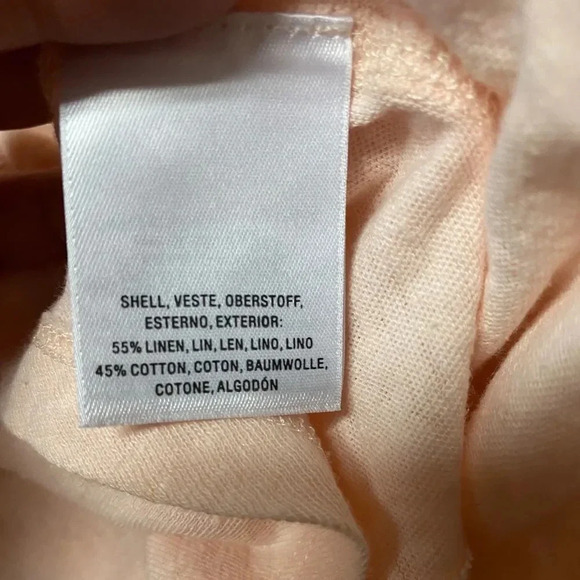 SHELL, VESTE, OBERSTOFF,
ESTERNO, EXTERIOR:
55% LINEN, LIN, LEN, LINO, LINO
45% COTTON, COTON, BAUMWOLLE,
COTONE, ALGODÓN